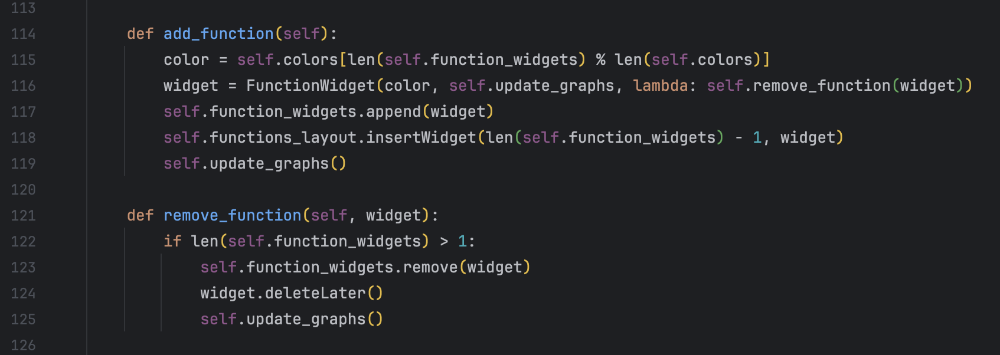 113
114 def add_function(self):
115 color = self.colors[len(self.function_widgets) % len(self.colors)]
116 widget = FunctionWidget(color, self.update_graphs, lambda: self.remove_function(widget))
117 self.function_widgets.append(widget)
118 self.functions_layout.insertWidget(len(self.function_widgets) - 1, widget)
119 self.update_graphs()
120
121 def remove_function(self, widget):
122 if len(self.function_widgets) > 1:
123 self.function_widgets.remove(widget)
124 widget.deleteLater()
125 self.update_graphs()
126